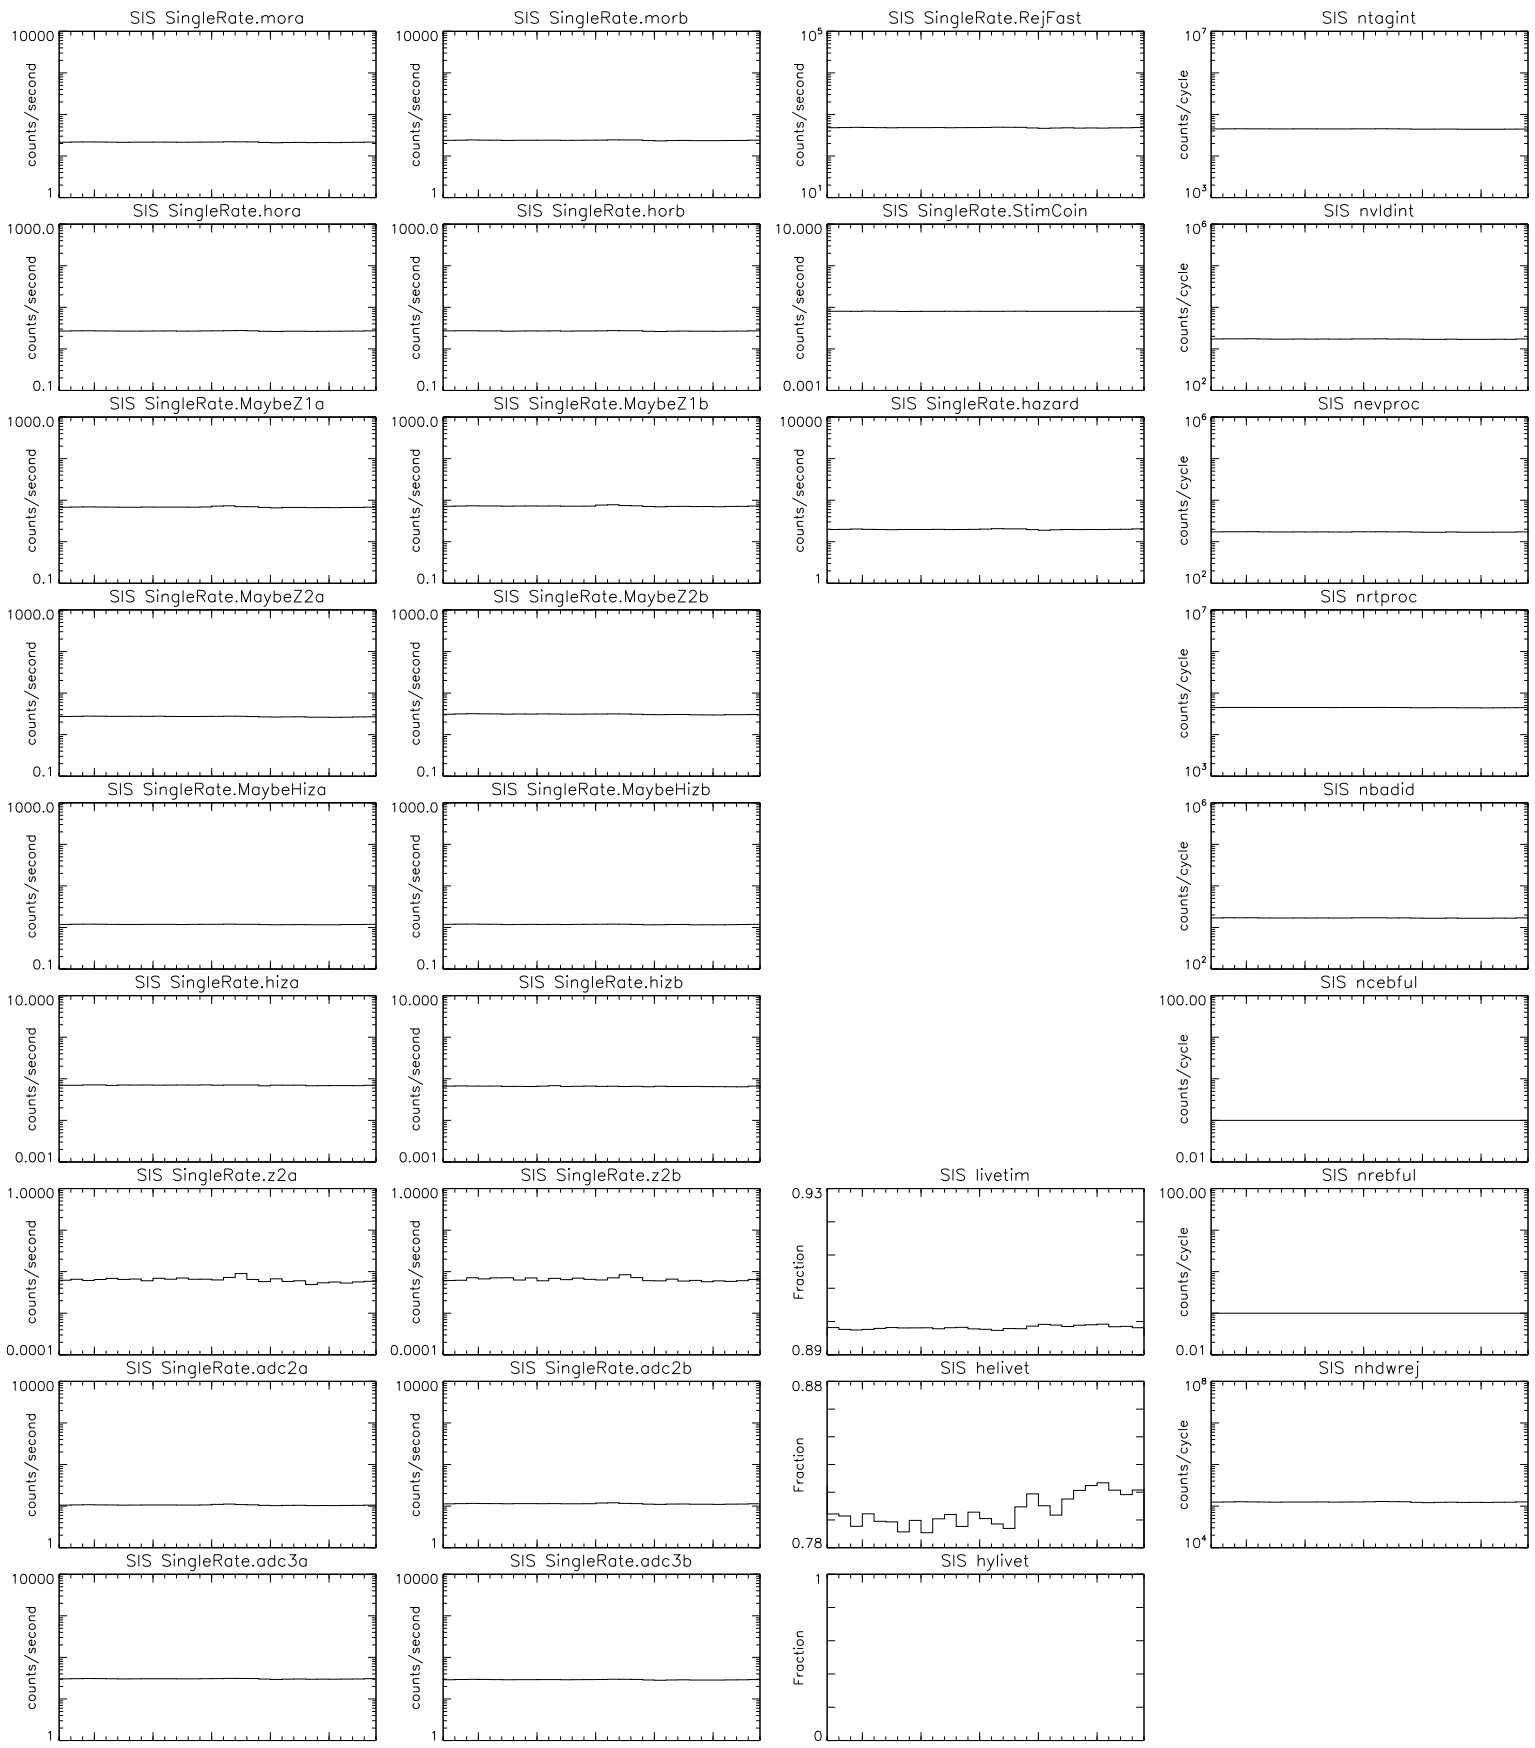 SIS SingleRate.mora
10000
counts/second
1
SIS SingleRate.morb
10000
counts/second
1
SIS SingleRate.RejFast
10^5
counts/second
10^1
SIS ntagint
10^7
counts/cycle
10^3
SIS SingleRate.hora
1000.0
counts/second
0.1
SIS SingleRate.horb
1000.0
counts/second
0.1
SIS SingleRate.StimCoin
10.000
counts/second
0.001
SIS nvldint
10^6
counts/cycle
10^2
SIS SingleRate.MaybeZ1a
1000.0
counts/second
0.1
SIS SingleRate.MaybeZ1b
1000.0
counts/second
0.1
SIS SingleRate.hazard
10000
counts/second
1
SIS nevproc
10^6
counts/cycle
10^2
SIS SingleRate.MaybeZ2a
1000.0
counts/second
0.1
SIS SingleRate.MaybeZ2b
1000.0
counts/second
0.1
SIS nrtproc
10^7
counts/cycle
10^3
SIS SingleRate.MaybeHiza
1000.0
counts/second
0.1
SIS SingleRate.MaybeHizb
1000.0
counts/second
0.1
SIS nbadid
10^6
counts/cycle
10^2
SIS SingleRate.hiza
10.000
counts/second
0.001
SIS SingleRate.hizb
10.000
counts/second
0.001
SIS ncebful
100.00
counts/cycle
0.01
SIS SingleRate.z2a
1.0000
counts/second
0.0001
SIS SingleRate.z2b
1.0000
counts/second
0.0001
SIS livetim
0.93
Fraction
0.89
SIS nrebful
100.00
counts/cycle
0.01
SIS SingleRate.adc2a
10000
counts/second
1
SIS SingleRate.adc2b
10000
counts/second
1
SIS helivet
0.88
Fraction
0.78
SIS nhdwrej
10^8
counts/cycle
10^4
SIS SingleRate.adc3a
10000
counts/second
1
SIS SingleRate.adc3b
10000
counts/second
1
SIS hylivet
1
Fraction
0